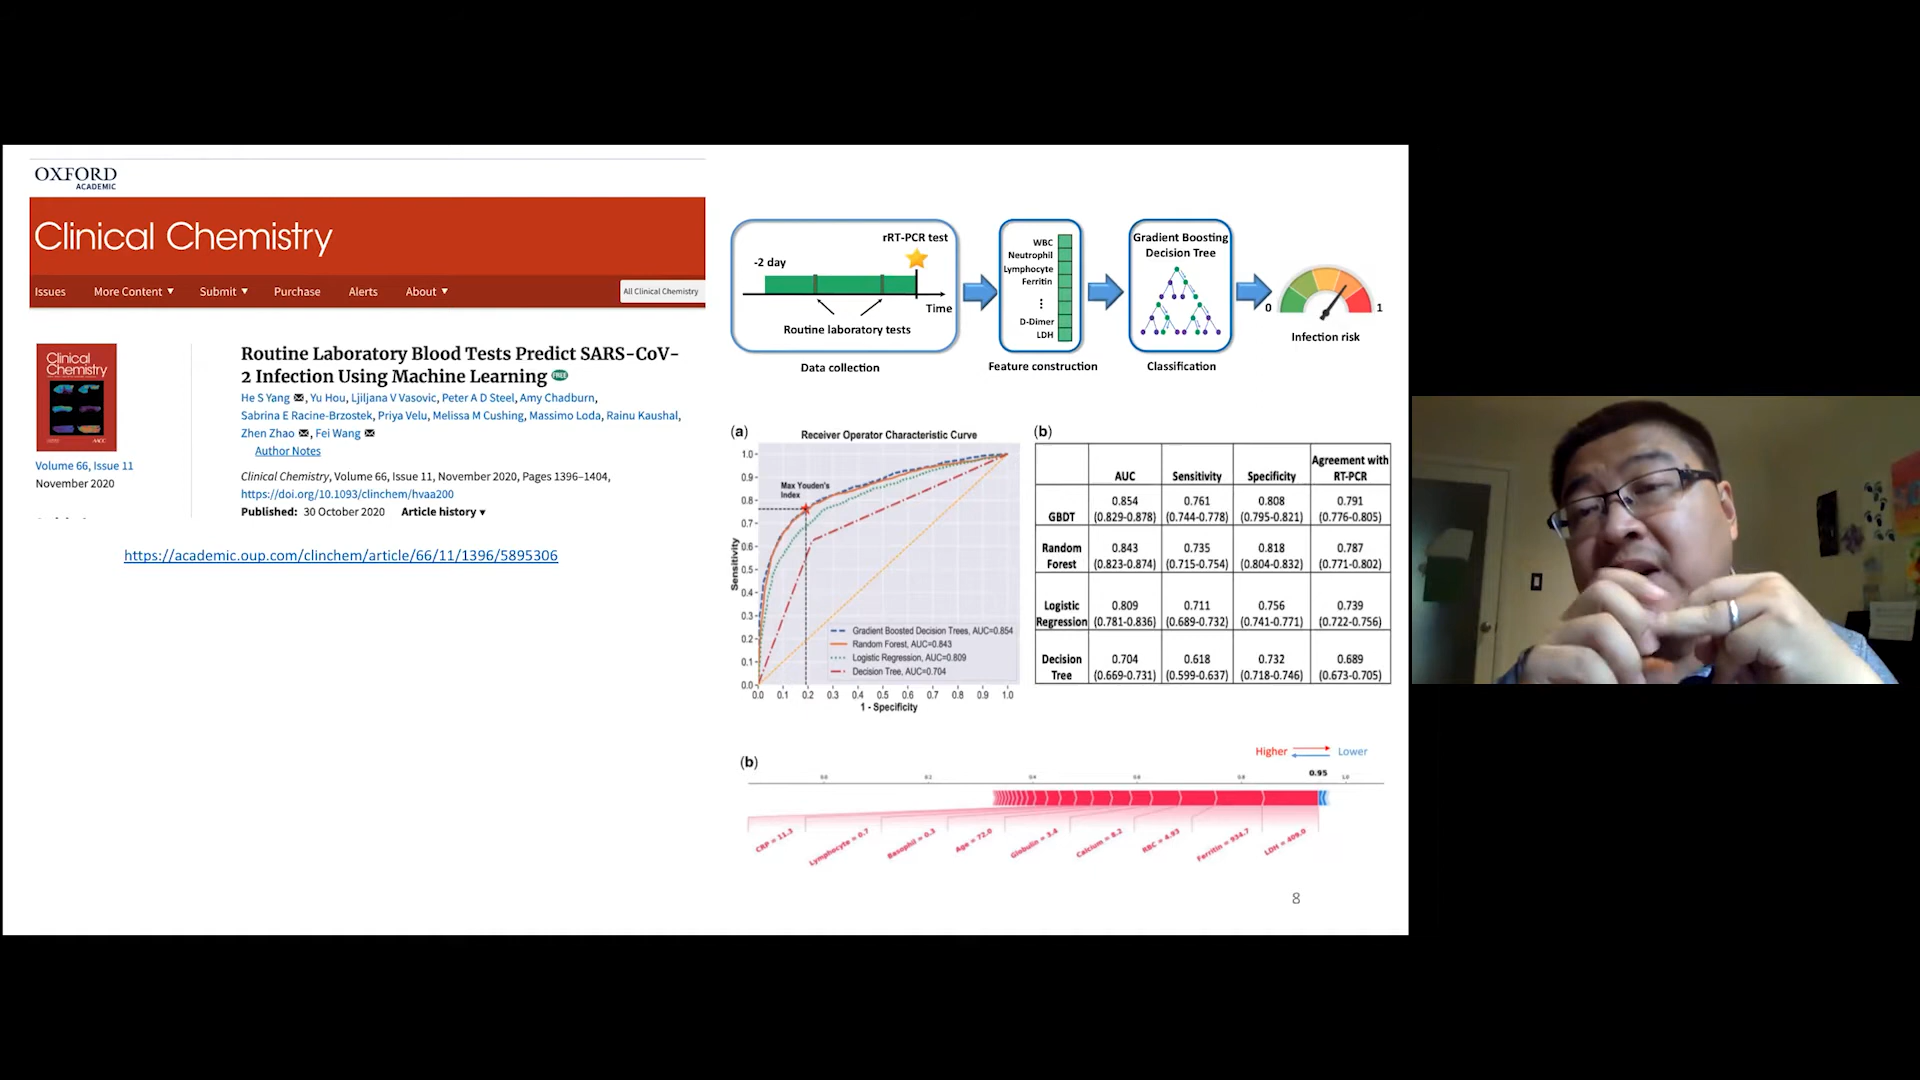 OXFORD
ACADEMIC
Clinical Chemistry
Issues More Content ▼ Submit ▼ Purchase Alerts About ▼ All Clinical Chemistry
Clinical
Chemistry
AACC
Volume 66, Issue 11
November 2020
Routine Laboratory Blood Tests Predict SARS-CoV-
2 Infection Using Machine Learning FREE
He S Yang ✉, Yu Hou, Ljiljana V Vasovic, Peter A D Steel, Amy Chadburn,
Sabrina E Racine-Brzostek, Priya Velu, Melissa M Cushing, Massimo Loda, Rainu Kaushal,
Zhen Zhao ✉, Fei Wang ✉
Author Notes
Clinical Chemistry, Volume 66, Issue 11, November 2020, Pages 1396–1404,
https://doi.org/10.1093/clinchem/hvaa200
Published: 30 October 2020 Article history ▼
https://academic.oup.com/clinchem/article/66/11/1396/5895306
rRT-PCR test
-2 day
Time
Routine laboratory tests
Data collection
WBC
Neutrophil
Lymphocyte
Ferritin
⋮
D-Dimer
LDH
Feature construction
Gradient Boosting
Decision Tree
Classification
0 1
Infection risk
(a)
Receiver Operator Characteristic Curve
Max Youden's
Index
Sensitivity
1.0
0.9
0.8
0.7
0.6
0.5
0.4
0.3
0.2
0.1
0.0
0.0 0.1 0.2 0.3 0.4 0.5 0.6 0.7 0.8 0.9 1.0
1 - Specificity
Gradient Boosted Decision Trees, AUC=0.854
Random Forest, AUC=0.843
Logistic Regression, AUC=0.809
Decision Tree, AUC=0.704
(b)
AUC Sensitivity Specificity Agreement with RT-PCR
GBDT 0.854 0.761 0.808 0.791
(0.829-0.878) (0.744-0.778) (0.795-0.821) (0.776-0.805)
Random Forest 0.843 0.735 0.818 0.787
(0.823-0.874) (0.715-0.754) (0.804-0.832) (0.771-0.802)
Logistic Regression 0.809 0.711 0.756 0.739
(0.781-0.836) (0.689-0.732) (0.741-0.771) (0.722-0.756)
Decision Tree 0.704 0.618 0.732 0.689
(0.669-0.731) (0.599-0.637) (0.718-0.746) (0.673-0.705)
(b)
Higher Lower
0.95
0.0 0.2 0.4 0.6 0.8 1.0
CRP = 11.3 Lymphocyte = 0.7 Basophil = 0.3 Age = 72.0 Globulin = 3.4 Calcium = 8.2 RBC = 4.93 Ferritin = 934.7 LDH = 409.0
8